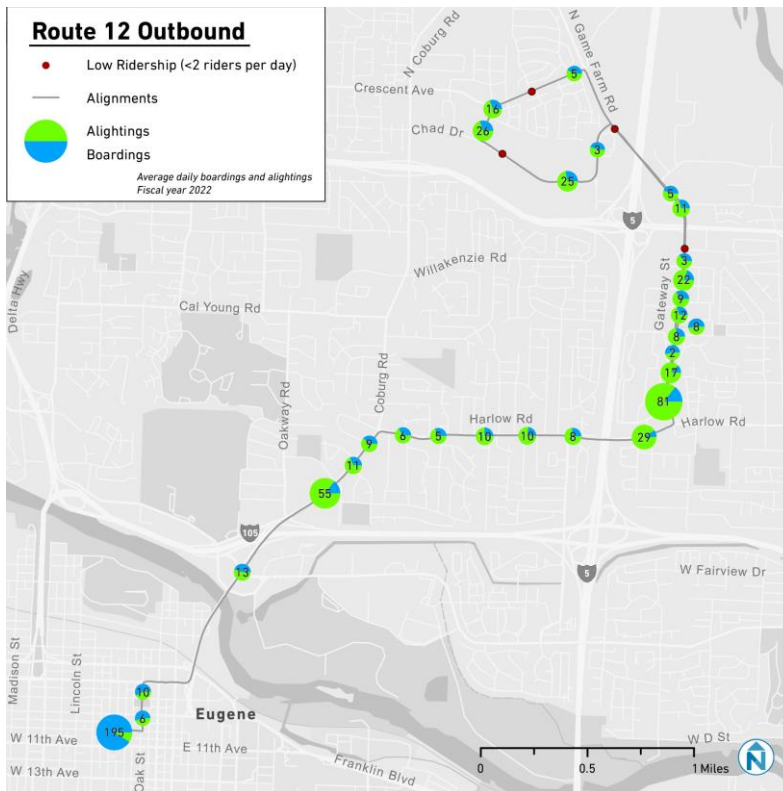 Route 12 Outbound
Low Ridership (<2 riders per day)
Alignments
Alightings
Boardings
Average daily boardings and alightings
Fiscal year 2022
N Coburg Rd
N Game Farm Rd
Crescent Ave
5
16
26
Chad Dr
3
25
5
11
5
3
Willakenzie Rd
22
Gateway St
9
Delta Hwy
Cal Young Rd
12
8
8
2
17
Coburg Rd
81
Oakway Rd
Harlow Rd
Harlow Rd
9
6
5
10
10
8
29
11
55
105
13
5
W Fairview Dr
Madison St
Lincoln St
10
Eugene
6
195
W 11th Ave
E 11th Ave
Oak St
W 13th Ave
Franklin Blvd
W D St
N
0
0.5
1 Miles